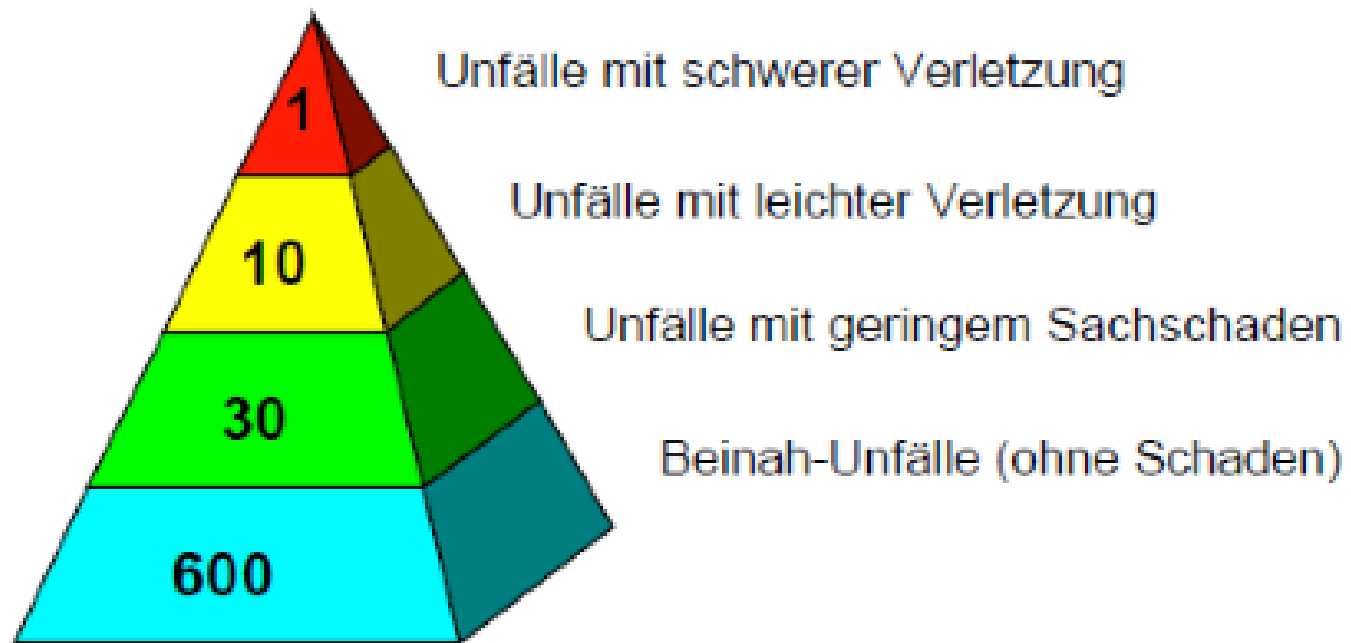 1
Unfälle mit schwerer Verletzung
10
Unfälle mit leichter Verletzung
30
Unfälle mit geringem Sachschaden
600
Beinah-Unfälle (ohne Schaden)